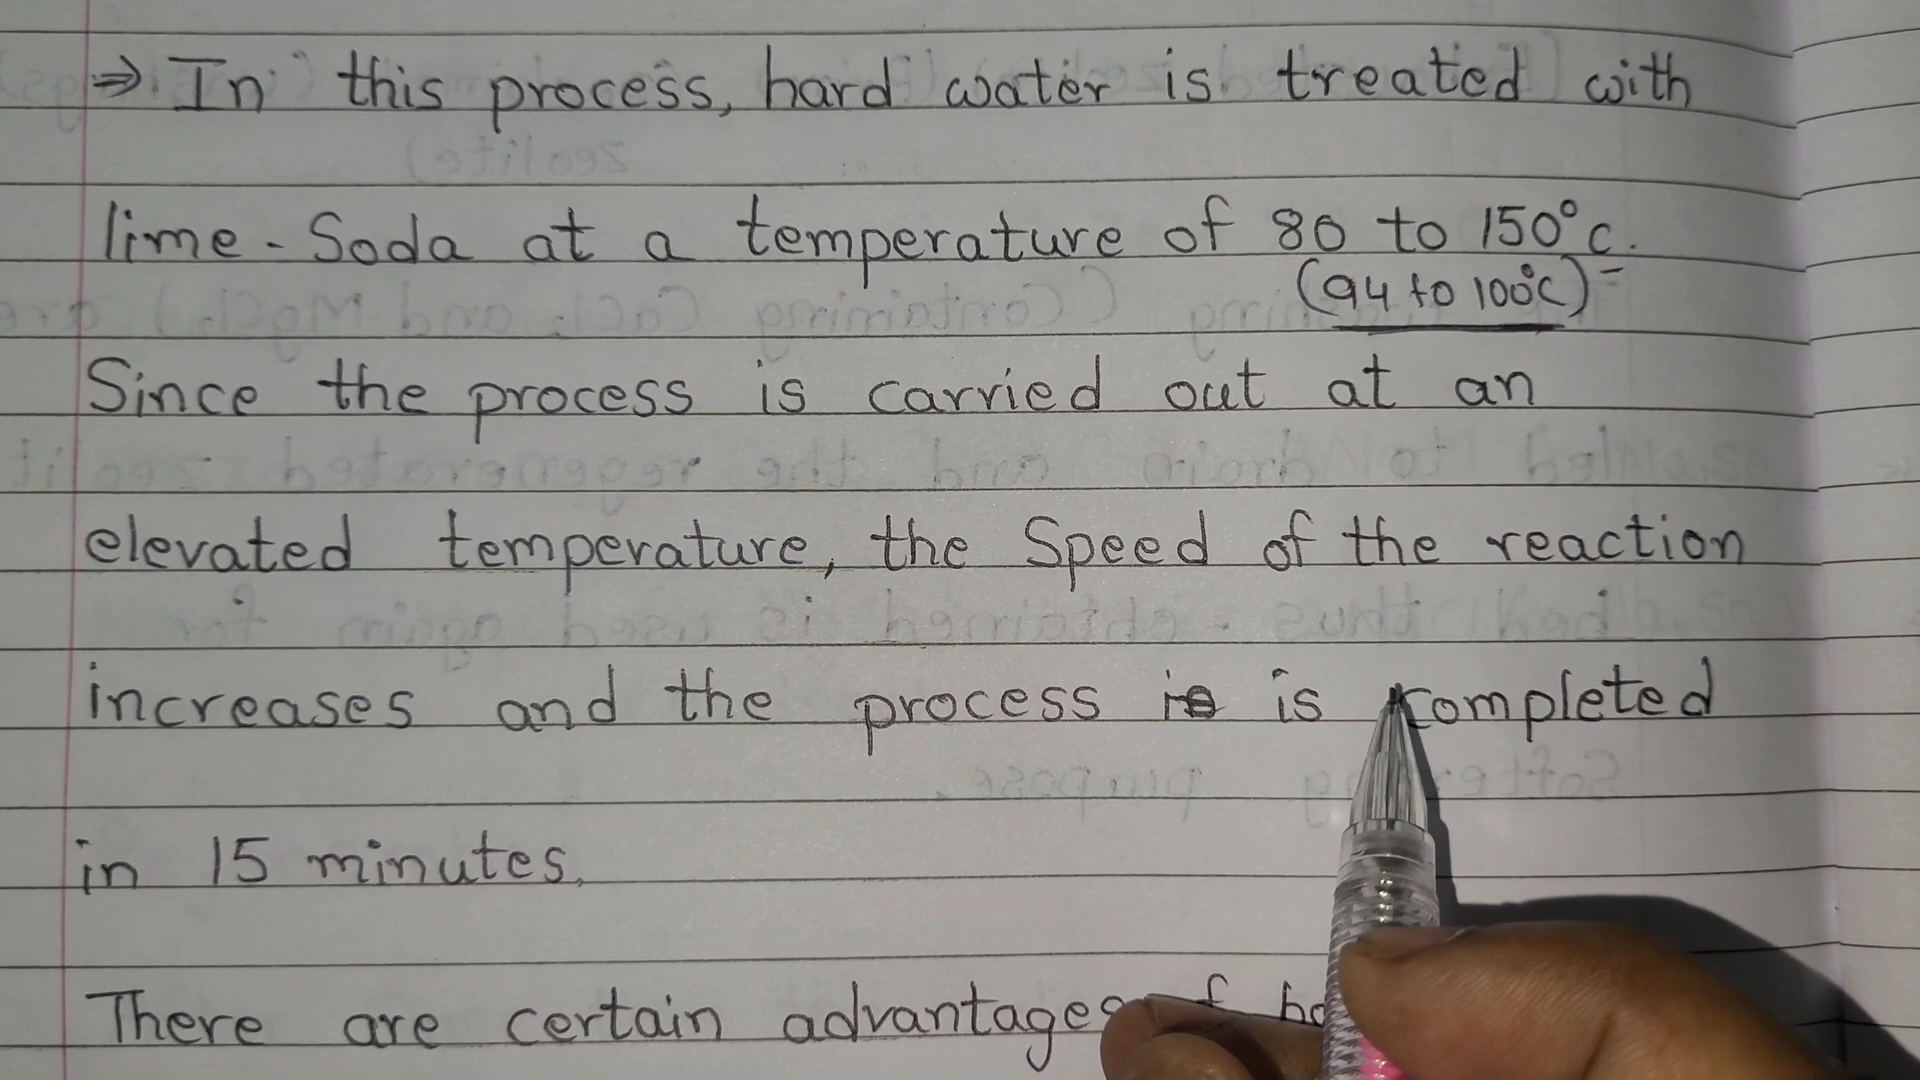 ⇒ In this process, hard water is treated with
lime-Soda at a temperature of 80 to 150°c.
(94 to 100°C)
Since the process is carried out at an
elevated temperature, the Speed of the reaction
increases and the process is completed
in 15 minutes.
There are certain advantages of